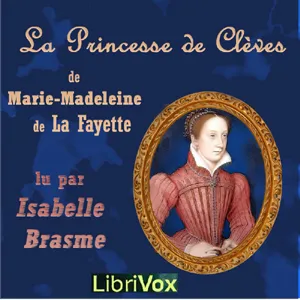 La Princesse de Clèves
de
Marie-Madeleine
de La Fayette
lu par
Isabelle
Brasme
LibriVox